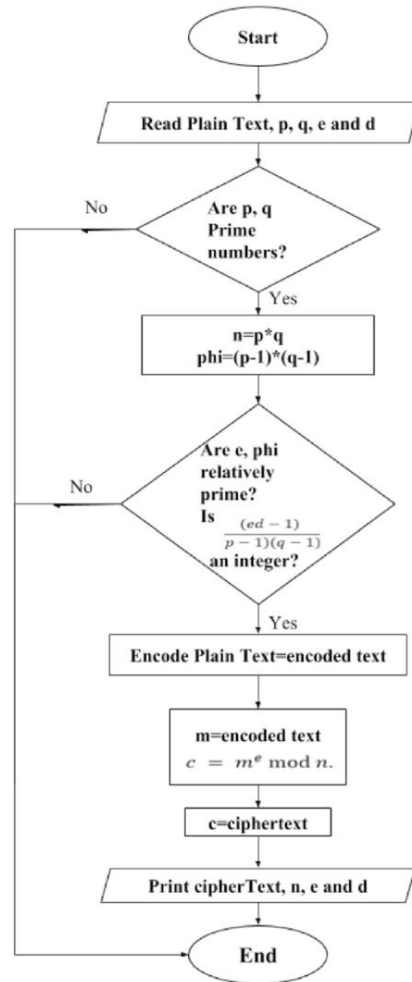 Start
Read Plain Text, p, q, e and d
No
Are p, q
Prime
numbers?
Yes
n=p*q
phi=(p-1)*(q-1)
No
Are e, phi
relatively
prime?
Is
(ed − 1)
p − 1)(q − 1)
an integer?
Yes
Encode Plain Text=encoded text
m=encoded text
c = mᵉ mod n.
c=ciphertext
Print cipherText, n, e and d
End